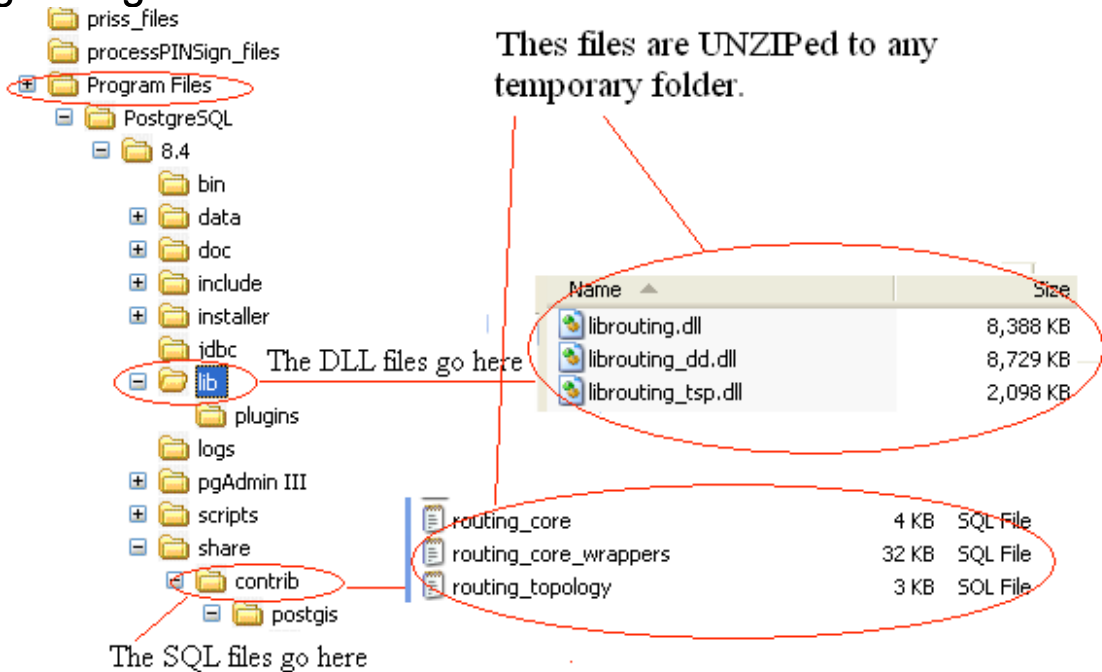 priss_files
processPINSign_files
Program Files
PostgreSQL
8.4
bin
data
doc
include
installer
jdbc
lib
plugins
logs
pgAdmin III
scripts
share
contrib
postgis
Thes files are UNZIPed to any
temporary folder.
The DLL files go here
Name Size
librouting.dll 8,388 KB
librouting_dd.dll 8,729 KB
librouting_tsp.dll 2,098 KB
routing_core 4 KB SQL File
routing_core_wrappers 32 KB SQL File
routing_topology 3 KB SQL File
The SQL files go here